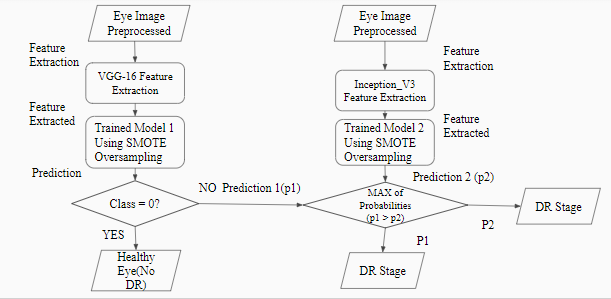 Eye Image
Preprocessed
Feature
Extraction
VGG-16 Feature
Extraction
Feature
Extracted
Trained Model 1
Using SMOTE
Oversampling
Prediction
Class = 0?
YES
Healthy
Eye(No
DR)
NO Prediction 1(p1)
Eye Image
Preprocessed
Feature
Extraction
Inception_V3
Feature Extraction
Feature
Extracted
Trained Model 2
Using SMOTE
Oversampling
Prediction 2 (p2)
MAX of
Probabilities
(p1 > p2)
P2
DR Stage
P1
DR Stage